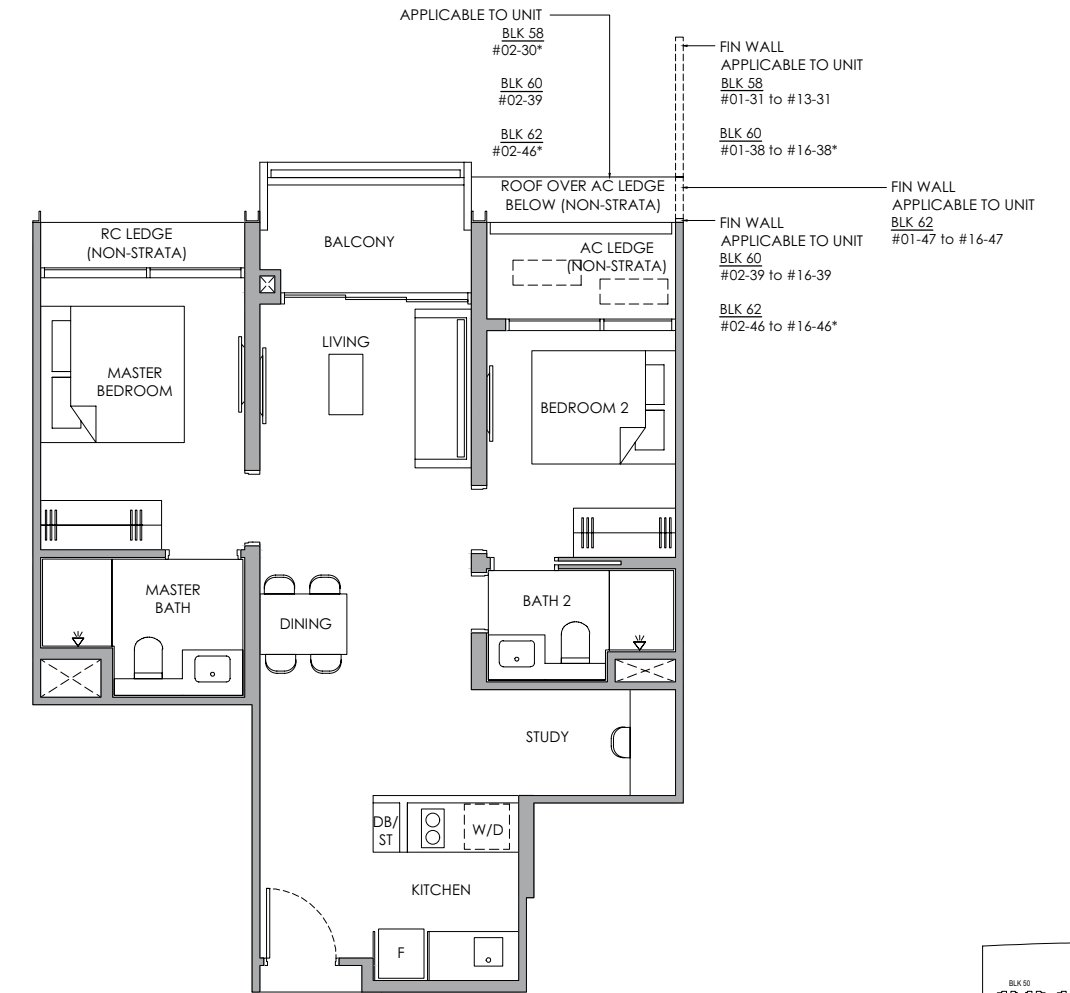 APPLICABLE TO UNIT
BLK 58
#02-30*
BLK 60
#02-39
BLK 62
#02-46*
FIN WALL
APPLICABLE TO UNIT
BLK 58
#01-31 to #13-31
BLK 60
#01-38 to #16-38*
FIN WALL
APPLICABLE TO UNIT
BLK 62
#01-47 to #16-47
FIN WALL
APPLICABLE TO UNIT
BLK 60
#02-39 to #16-39
BLK 62
#02-46 to #16-46*
ROOF OVER AC LEDGE
BELOW (NON-STRATA)
RC LEDGE
(NON-STRATA)
BALCONY
AC LEDGE
(NON-STRATA)
LIVING
MASTER
BEDROOM
BEDROOM 2
MASTER
BATH
DINING
BATH 2
STUDY
DB/
ST
W/D
KITCHEN
F
BLK 50